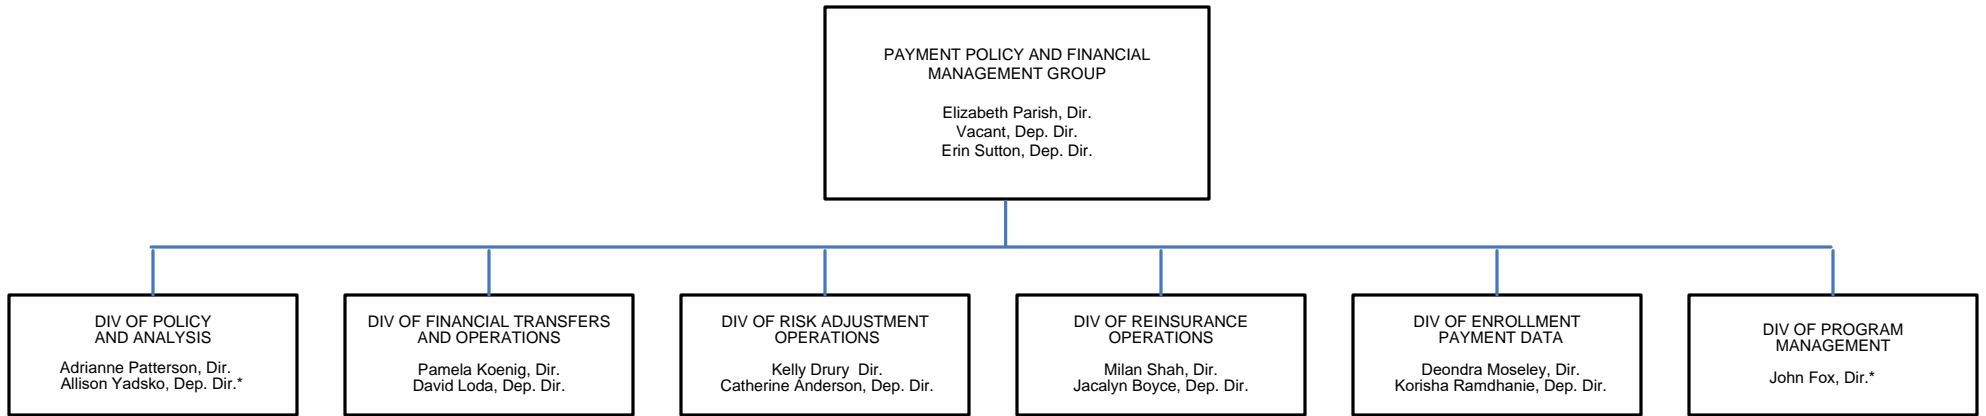 PAYMENT POLICY AND FINANCIAL
MANAGEMENT GROUP
Elizabeth Parish, Dir.
Vacant, Dep. Dir.
Erin Sutton, Dep. Dir.
DIV OF POLICY
AND ANALYSIS
Adrianne Patterson, Dir.
Allison Yadsko, Dep. Dir.*
DIV OF FINANCIAL TRANSFERS
AND OPERATIONS
Pamela Koenig, Dir.
David Loda, Dep. Dir.
DIV OF RISK ADJUSTMENT
OPERATIONS
Kelly Drury  Dir.
Catherine Anderson, Dep. Dir.
DIV OF REINSURANCE
OPERATIONS
Milan Shah, Dir.
Jacalyn Boyce, Dep. Dir.
DIV OF ENROLLMENT
PAYMENT DATA
Deondra Moseley, Dir.
Korisha Ramdhanie, Dep. Dir.
DIV OF PROGRAM
MANAGEMENT
John Fox, Dir.*